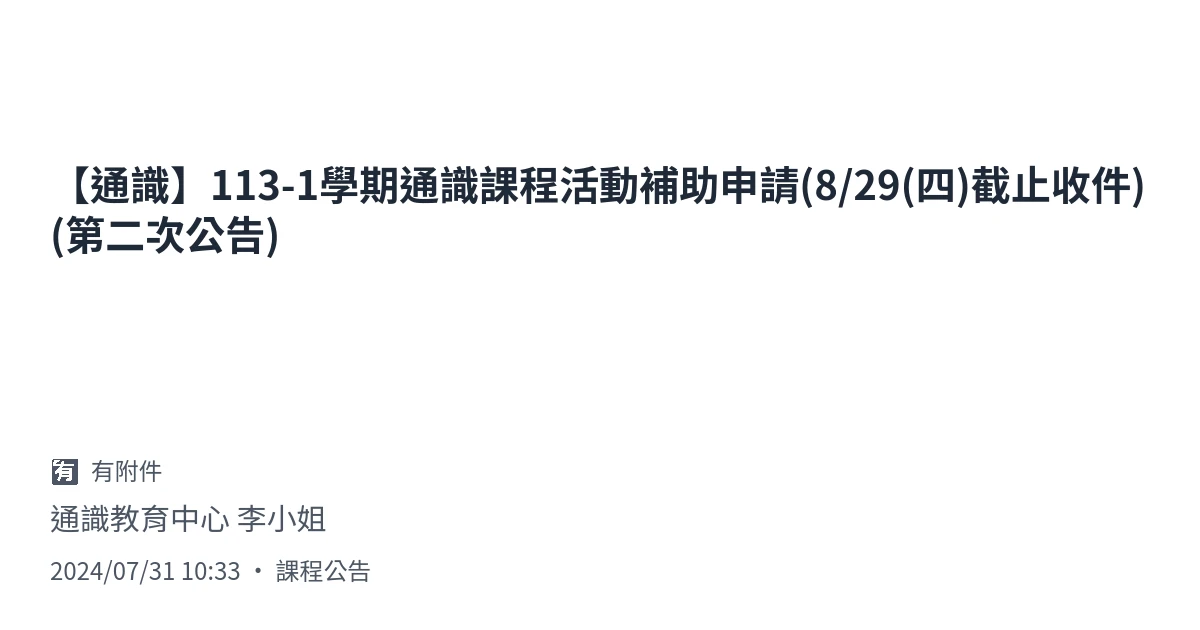 【通識】113-1學期通識課程活動補助申請(8/29(四)截止收件)
(第二次公告)
有 有附件
通識教育中心 李小姐
2024/07/31 10:33 • 課程公告